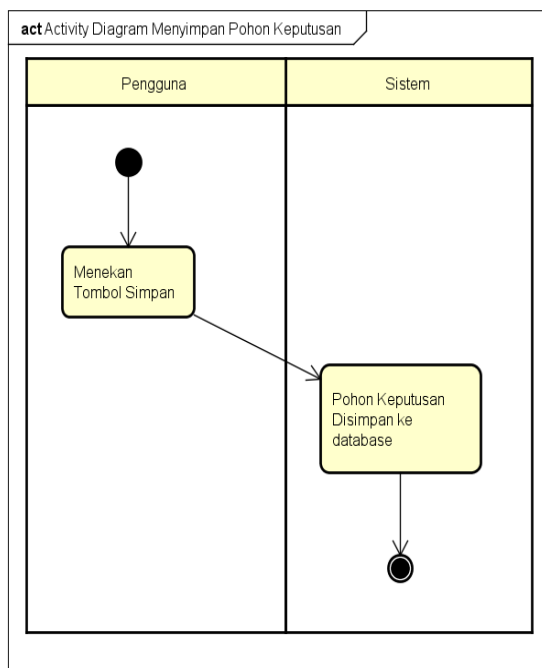 act Activity Diagram Menyimpan Pohon Keputusan
Pengguna
Sistem
Menekan
Tombol Simpan
Pohon Keputusan
Disimpan ke
database